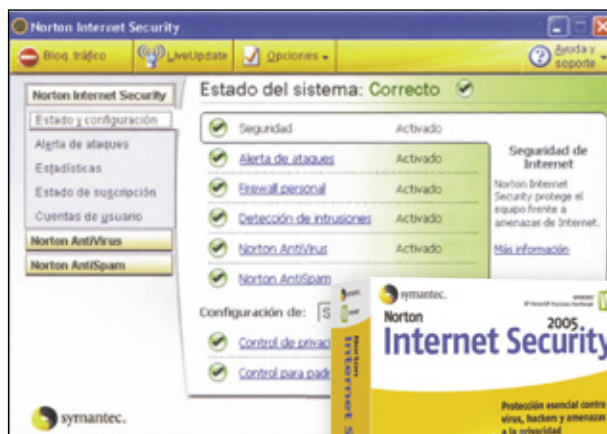 Norton Internet Security
Bloq. tráfico
LiveUpdate
Opciones
Ayuda y
soporte
Norton Internet Security
Estado y configuración
Alerta de ataques
Estadísticas
Estado de suscripción
Cuentas de usuario
Norton AntiVirus
Norton AntiSpam
Estado del sistema: Correcto
Seguridad Activado
Alerta de ataques Activado
Firewall personal Activado
Detección de intrusiones Activado
Norton AntiVirus Activado
Norton AntiSpam
Configuración de:
Control de privac
Control para padr
Seguridad de
Internet
Norton Internet
Security protege el
equipo frente a
amenazas de Internet.
Más información
symantec.
symantec.
Norton
2005
Internet Security
Protección esencial contra
virus, hackers y amenazas
a la privacidad
Internet S